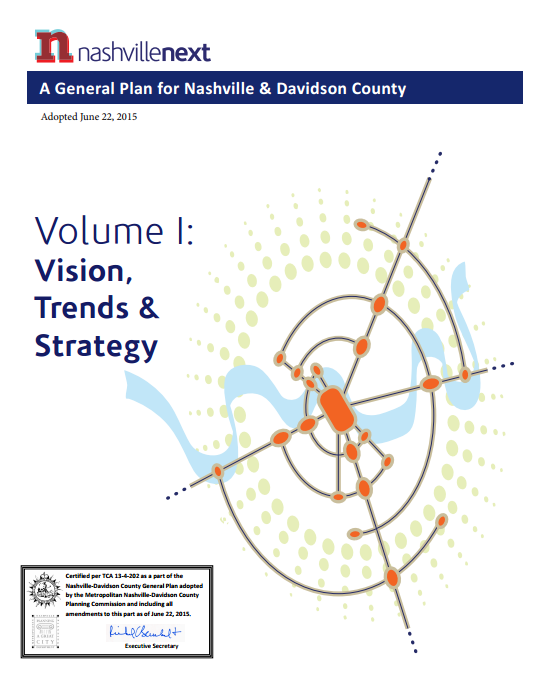 n nashvillenext
A General Plan for Nashville & Davidson County
Adopted June 22, 2015
Volume I:
Vision,
Trends &
Strategy
Certified per TCA 13-4-202 as a part of the
Nashville-Davidson County General Plan adopted
by the Metropolitan Nashville-Davidson County
Planning Commission and including all
amendments to this part as of June 22, 2015.
Executive Secretary